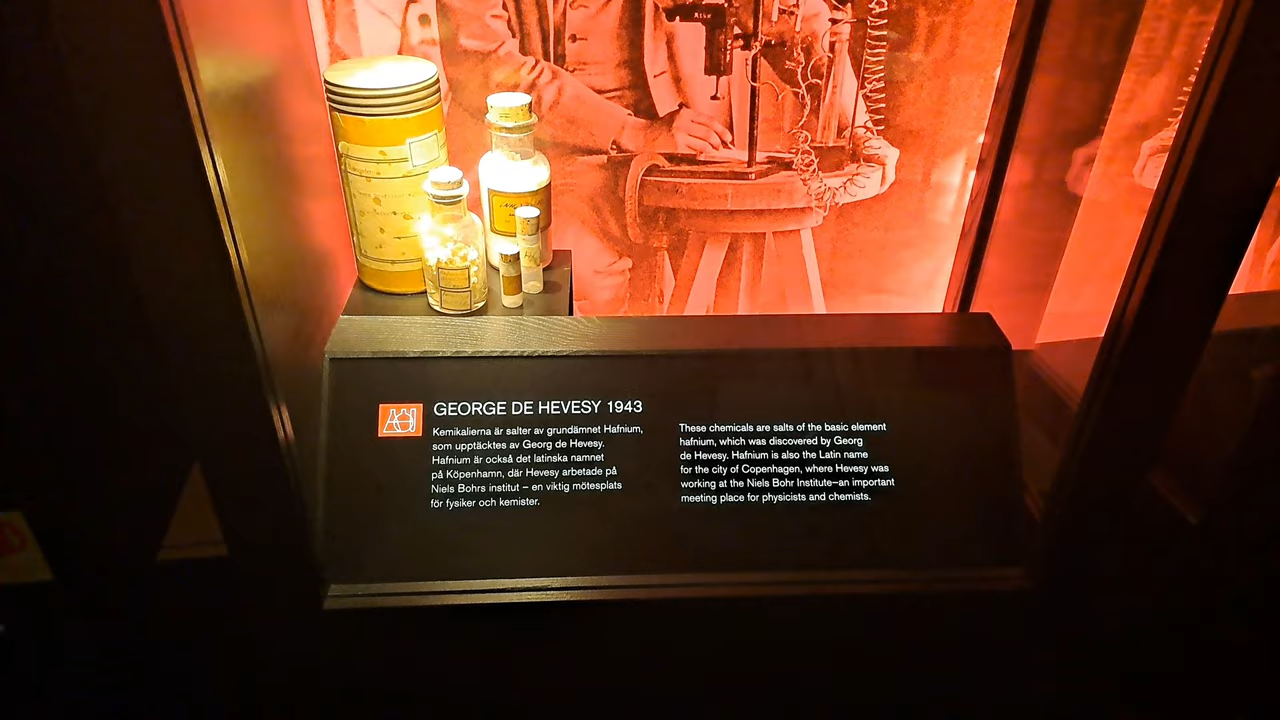 GEORGE DE HEVESY 1943
Kemikalierna är salter av grundämnet Hafnium,
som upptäcktes av Georg de Hevesy.
Hafnium är också det latinska namnet
på Köpenhamn, där Hevesy arbetade på
Niels Bohrs institut – en viktig mötesplats
för fysiker och kemister.
These chemicals are salts of the basic element
hafnium, which was discovered by Georg
de Hevesy. Hafnium is also the Latin name
for the city of Copenhagen, where Hevesy was
working at the Niels Bohr Institute–an important
meeting place for physicists and chemists.